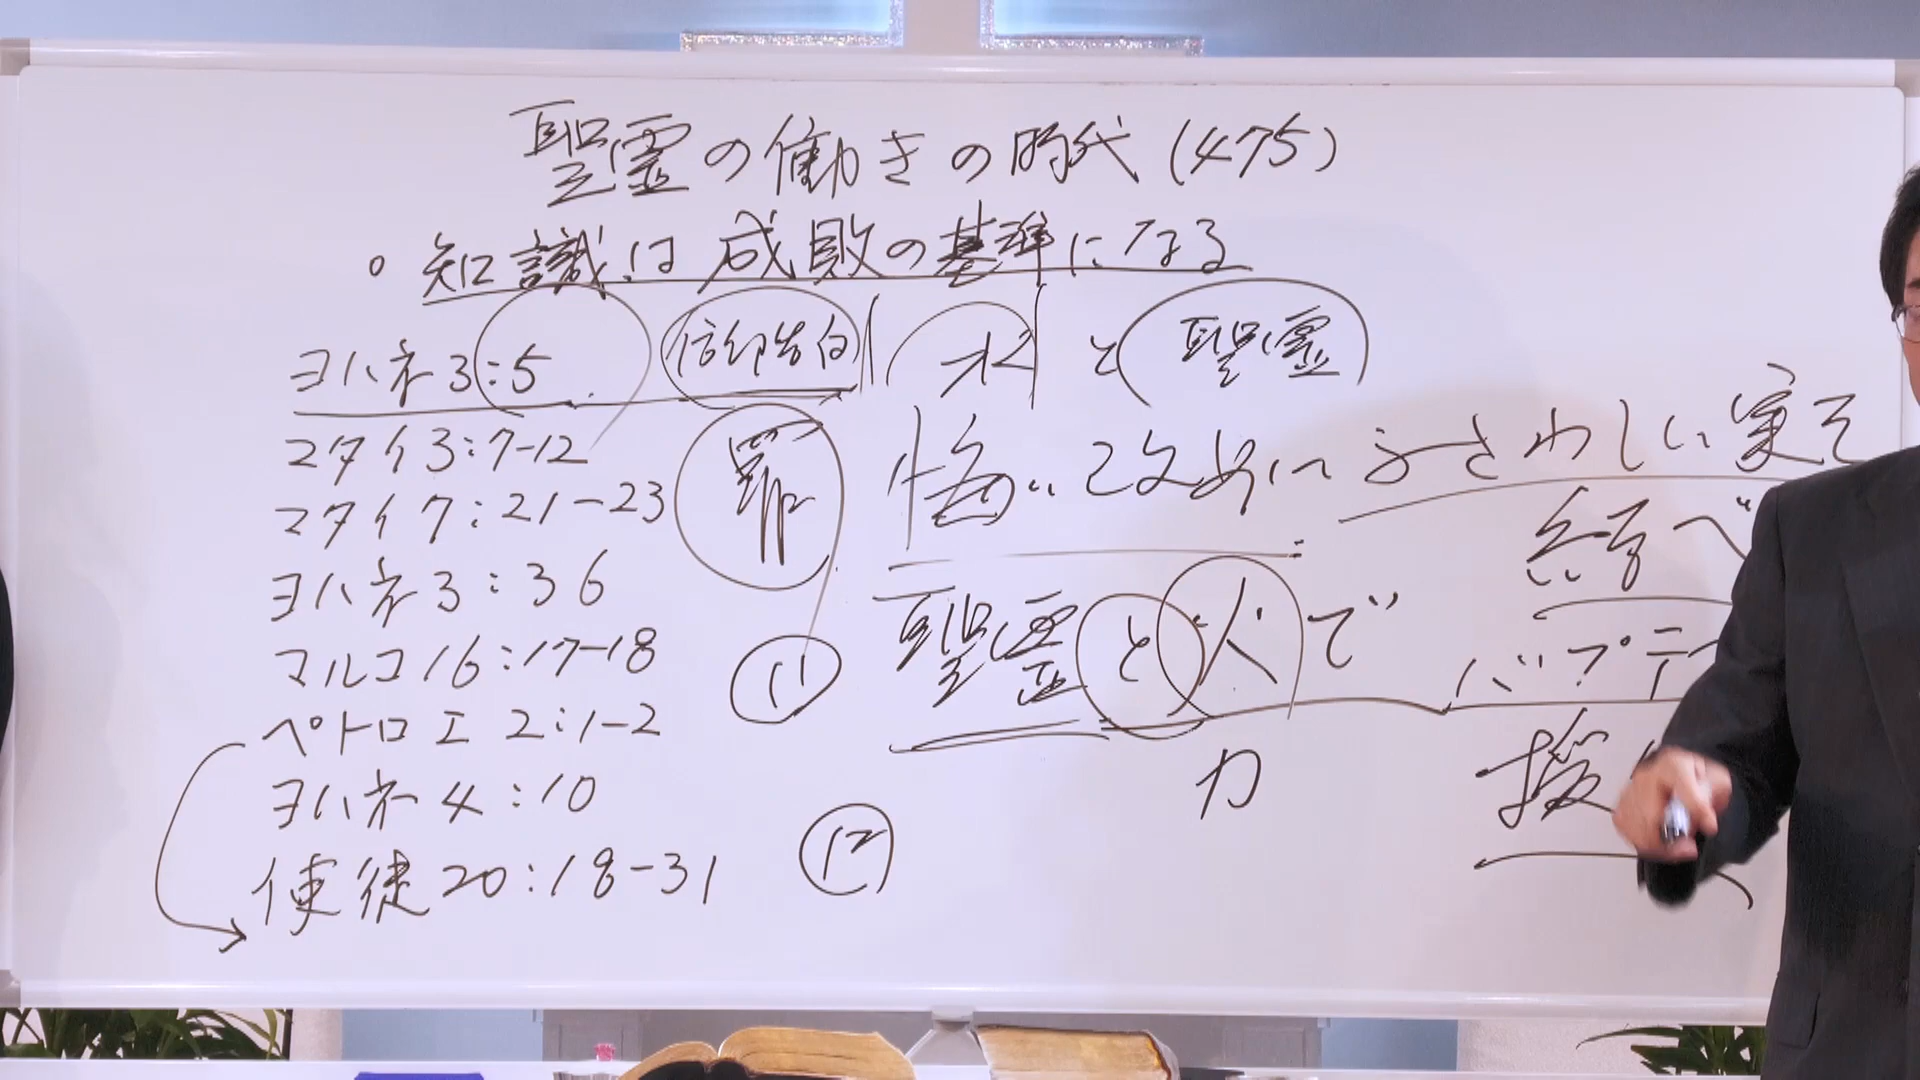 聖霊の働きの時代(475)
○ 知識は成敗の基準になる
ヨハネ3:5 信仰告白 水と聖霊
マタイ3:7-12
マタイ7:21-23 罪 悔い改めにふさわしい実を
結べ
ヨハネ3:36
マルコ16:17-18 11 聖霊と火で バプテ
ペトロI 2:1-2
ヨハネ4:10 力
使徒20:18-31 12